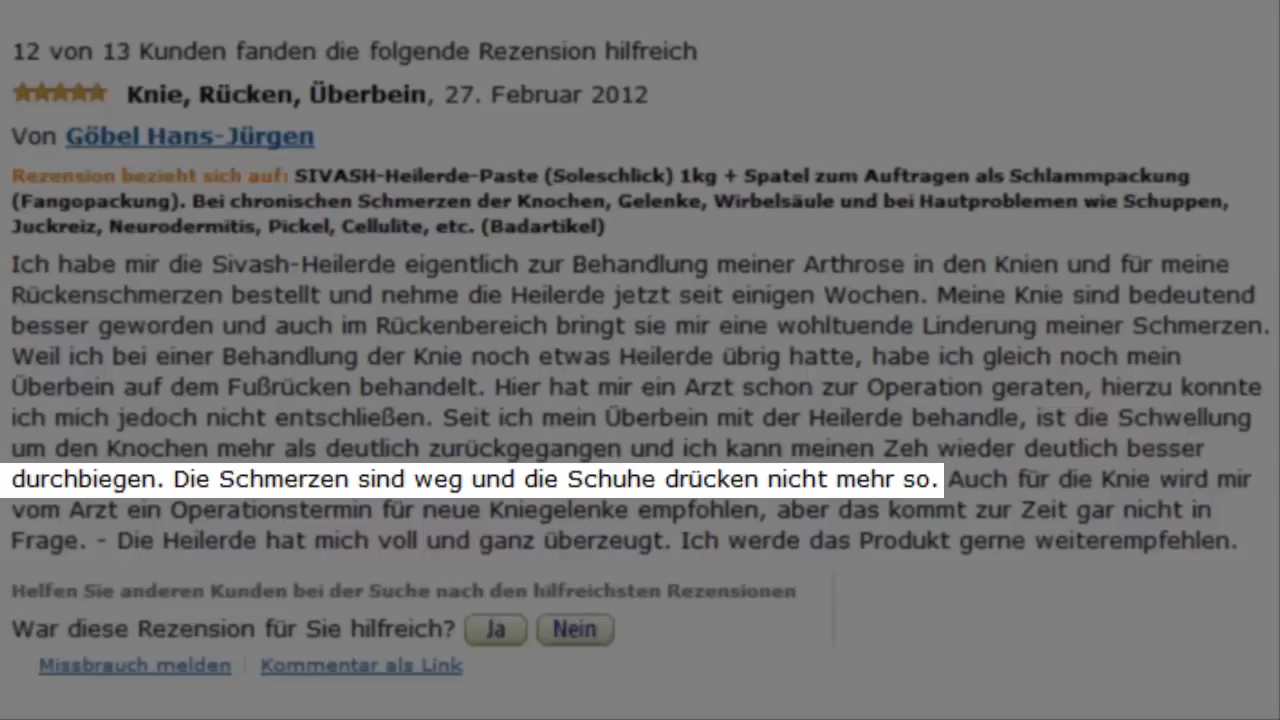 12 von 13 Kunden fanden die folgende Rezension hilfreich
Knie, Rücken, Überbein, 27. Februar 2012
Von Göbel Hans-Jürgen
Rezension bezieht sich auf: SIVASH-Heilerde-Paste (Soleschlick) 1kg + Spatel zum Auftragen als Schlammpackung
(Fangopackung). Bei chronischen Schmerzen der Knochen, Gelenke, Wirbelsäule und bei Hautproblemen wie Schuppen,
Juckreiz, Neurodermitis, Pickel, Cellulite, etc. (Badartikel)
Ich habe mir die Sivash-Heilerde eigentlich zur Behandlung meiner Arthrose in den Knien und für meine
Rückenschmerzen bestellt und nehme die Heilerde jetzt seit einigen Wochen. Meine Knie sind bedeutend
besser geworden und auch im Rückenbereich bringt sie mir eine wohltuende Linderung meiner Schmerzen.
Weil ich bei einer Behandlung der Knie noch etwas Heilerde übrig hatte, habe ich gleich noch mein
Überbein auf dem Fußrücken behandelt. Hier hat mir ein Arzt schon zur Operation geraten, hierzu konnte
ich mich jedoch nicht entschließen. Seit ich mein Überbein mit der Heilerde behandle, ist die Schwellung
um den Knochen mehr als deutlich zurückgegangen und ich kann meinen Zeh wieder deutlich besser
durchbiegen. Die Schmerzen sind weg und die Schuhe drücken nicht mehr so. Auch für die Knie wird mir
vom Arzt ein Operationstermin für neue Kniegelenke empfohlen, aber das kommt zur Zeit gar nicht in
Frage. - Die Heilerde hat mich voll und ganz überzeugt. Ich werde das Produkt gerne weiterempfehlen.
Helfen Sie anderen Kunden bei der Suche nach den hilfreichsten Rezensionen
War diese Rezension für Sie hilfreich? Ja Nein
Missbrauch melden Kommentar als Link